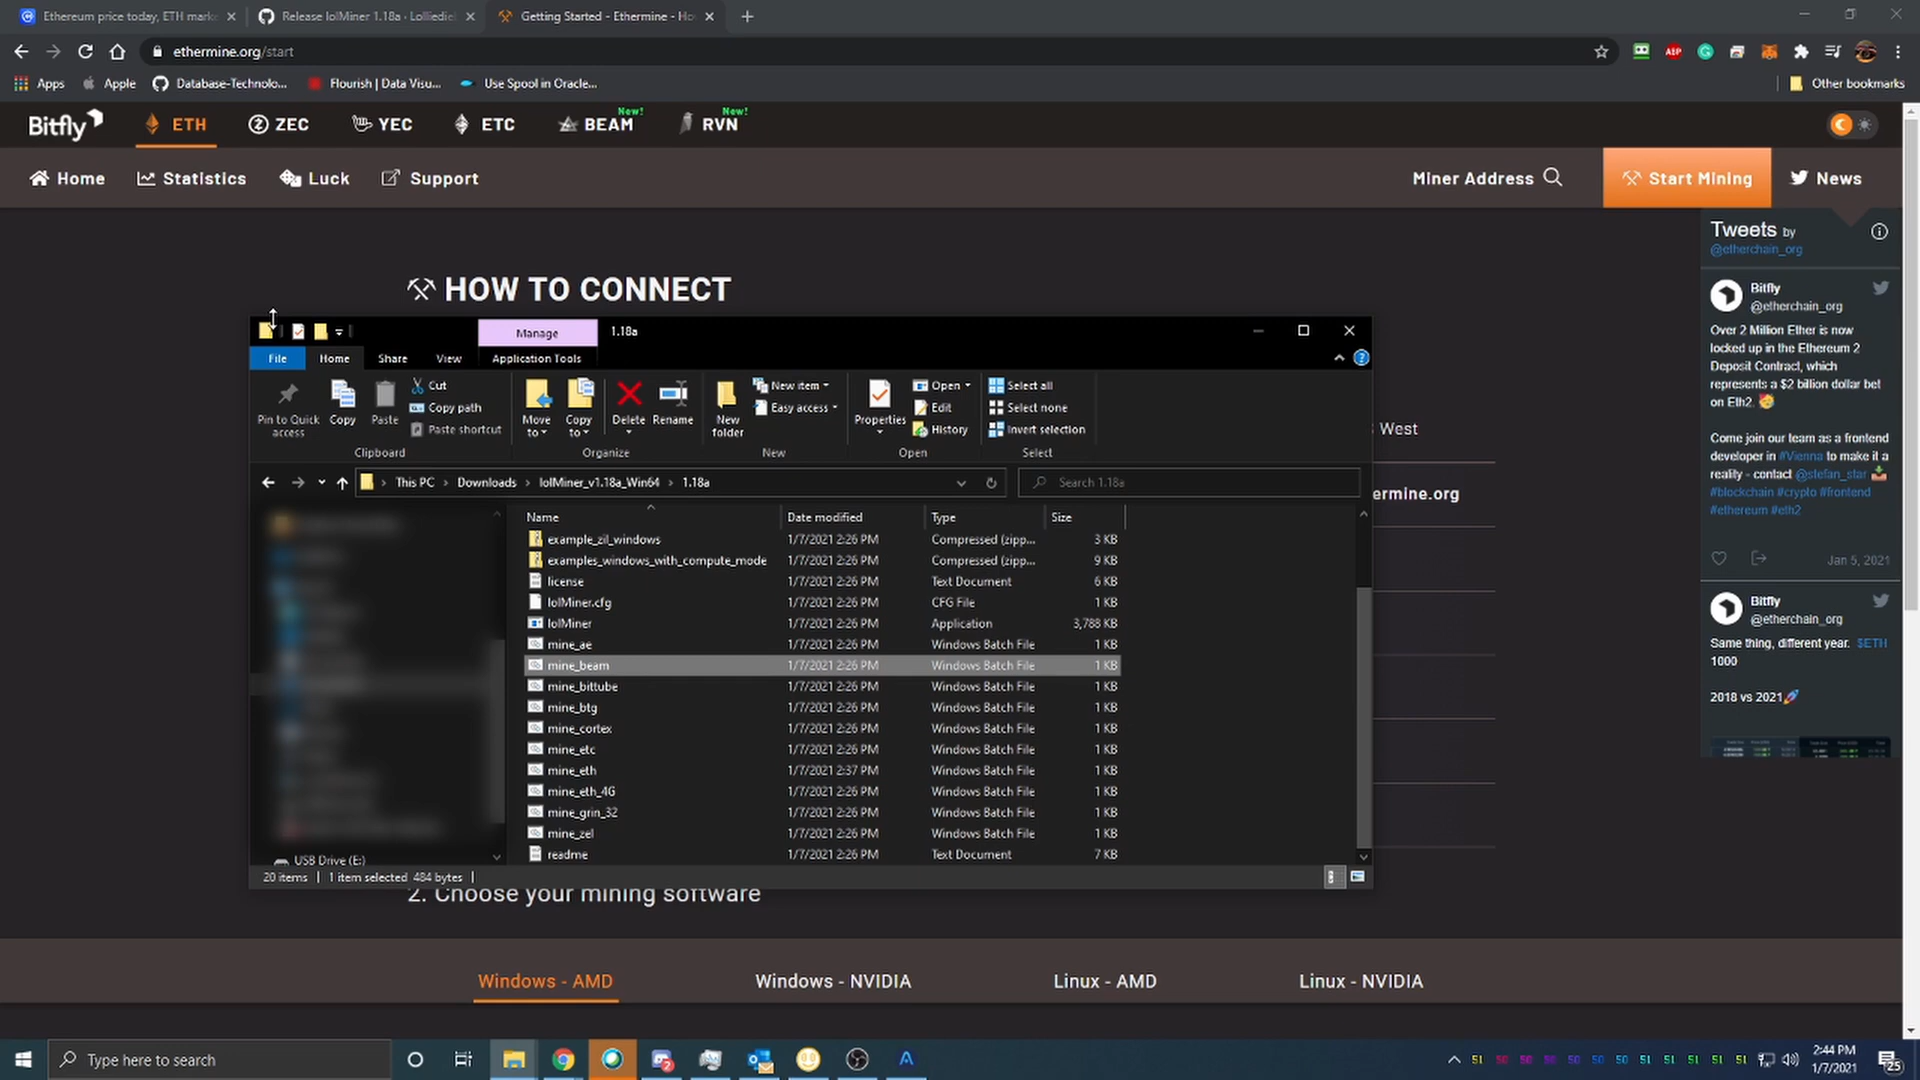 Ethereum price today, ETH mark
Release lolMiner 1.18a · Lolliedie
Getting Started - Ethermine - Ho
ethermine.org/start
Apps
Apple
Database-Technolo...
Flourish | Data Visu...
Use Spool in Oracle...
Other bookmarks
Bitfly
ETH
ZEC
YEC
ETC
BEAM
New!
RVN
New!
Home
Statistics
Luck
Support
Miner Address
Start Mining
News
HOW TO CONNECT
Manage
1.18a
File
Home
Share
View
Application Tools
Pin to Quick access
Copy
Paste
Cut
Copy path
Paste shortcut
Clipboard
Move to
Copy to
Delete
Rename
Organize
New folder
New item
Easy access
New
Properties
Open
Edit
History
Open
Select all
Select none
Invert selection
Select
This PC
Downloads
lolMiner_v1.18a_Win64
1.18a
Search 1.18a
Name Date modified Type Size
example_zil_windows 1/7/2021 2:26 PM Compressed (zipp... 3 KB
examples_windows_with_compute_mode 1/7/2021 2:26 PM Compressed (zipp... 9 KB
license 1/7/2021 2:26 PM Text Document 6 KB
lolMiner.cfg 1/7/2021 2:26 PM CFG File 1 KB
lolMiner 1/7/2021 2:26 PM Application 3,788 KB
mine_ae 1/7/2021 2:26 PM Windows Batch File 1 KB
mine_beam 1/7/2021 2:26 PM Windows Batch File 1 KB
mine_bittube 1/7/2021 2:26 PM Windows Batch File 1 KB
mine_btg 1/7/2021 2:26 PM Windows Batch File 1 KB
mine_cortex 1/7/2021 2:26 PM Windows Batch File 1 KB
mine_etc 1/7/2021 2:26 PM Windows Batch File 1 KB
mine_eth 1/7/2021 2:37 PM Windows Batch File 1 KB
mine_eth_4G 1/7/2021 2:26 PM Windows Batch File 1 KB
mine_grin_32 1/7/2021 2:26 PM Windows Batch File 1 KB
mine_zel 1/7/2021 2:26 PM Windows Batch File 1 KB
readme 1/7/2021 2:26 PM Text Document 7 KB
USB Drive (E:)
20 items 1 item selected 484 bytes
West
ermine.org
2. Choose your mining software
Windows - AMD
Windows - NVIDIA
Linux - AMD
Linux - NVIDIA
Tweets by
@etherchain_org
Bitfly
@etherchain_org
Over 2 Million Ether is now
locked up in the Ethereum 2
Deposit Contract, which
represents a $2 billion dollar bet
on Eth2.
Come join our team as a frontend
developer in #Vienna to make it a
reality - contact @stefan_star
#blockchain #crypto #frontend
#ethereum #eth2
Jan 5, 2021
Bitfly
@etherchain_org
Same thing, different year. $ETH
1000
2018 vs 2021
Type here to search
51 50 50 50 50 50 50 51 51 51 51 51
2:44 PM
1/7/2021
25